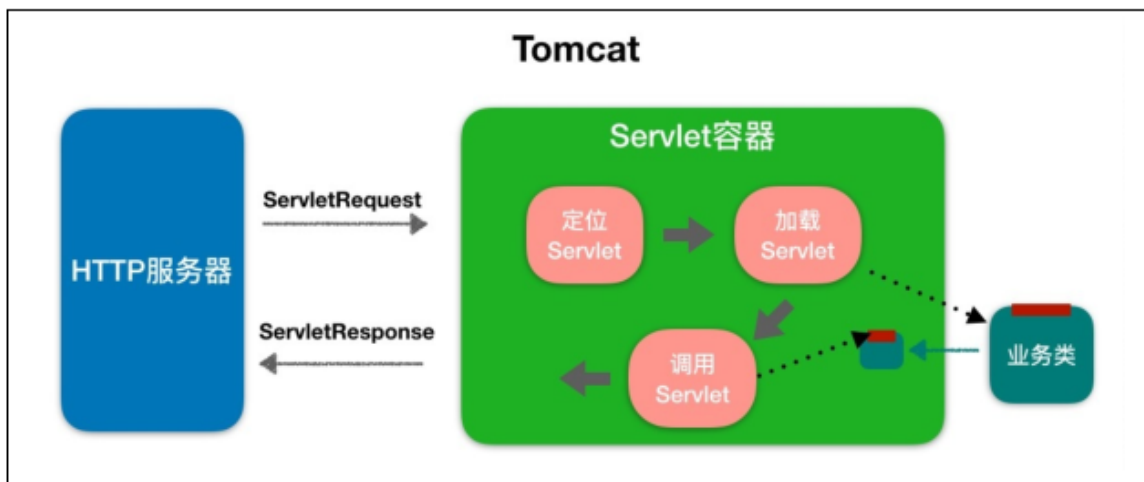 Tomcat
Servlet容器
ServletRequest
定位
Servlet
加载
Servlet
HTTP服务器
ServletResponse
调用
Servlet
业务类